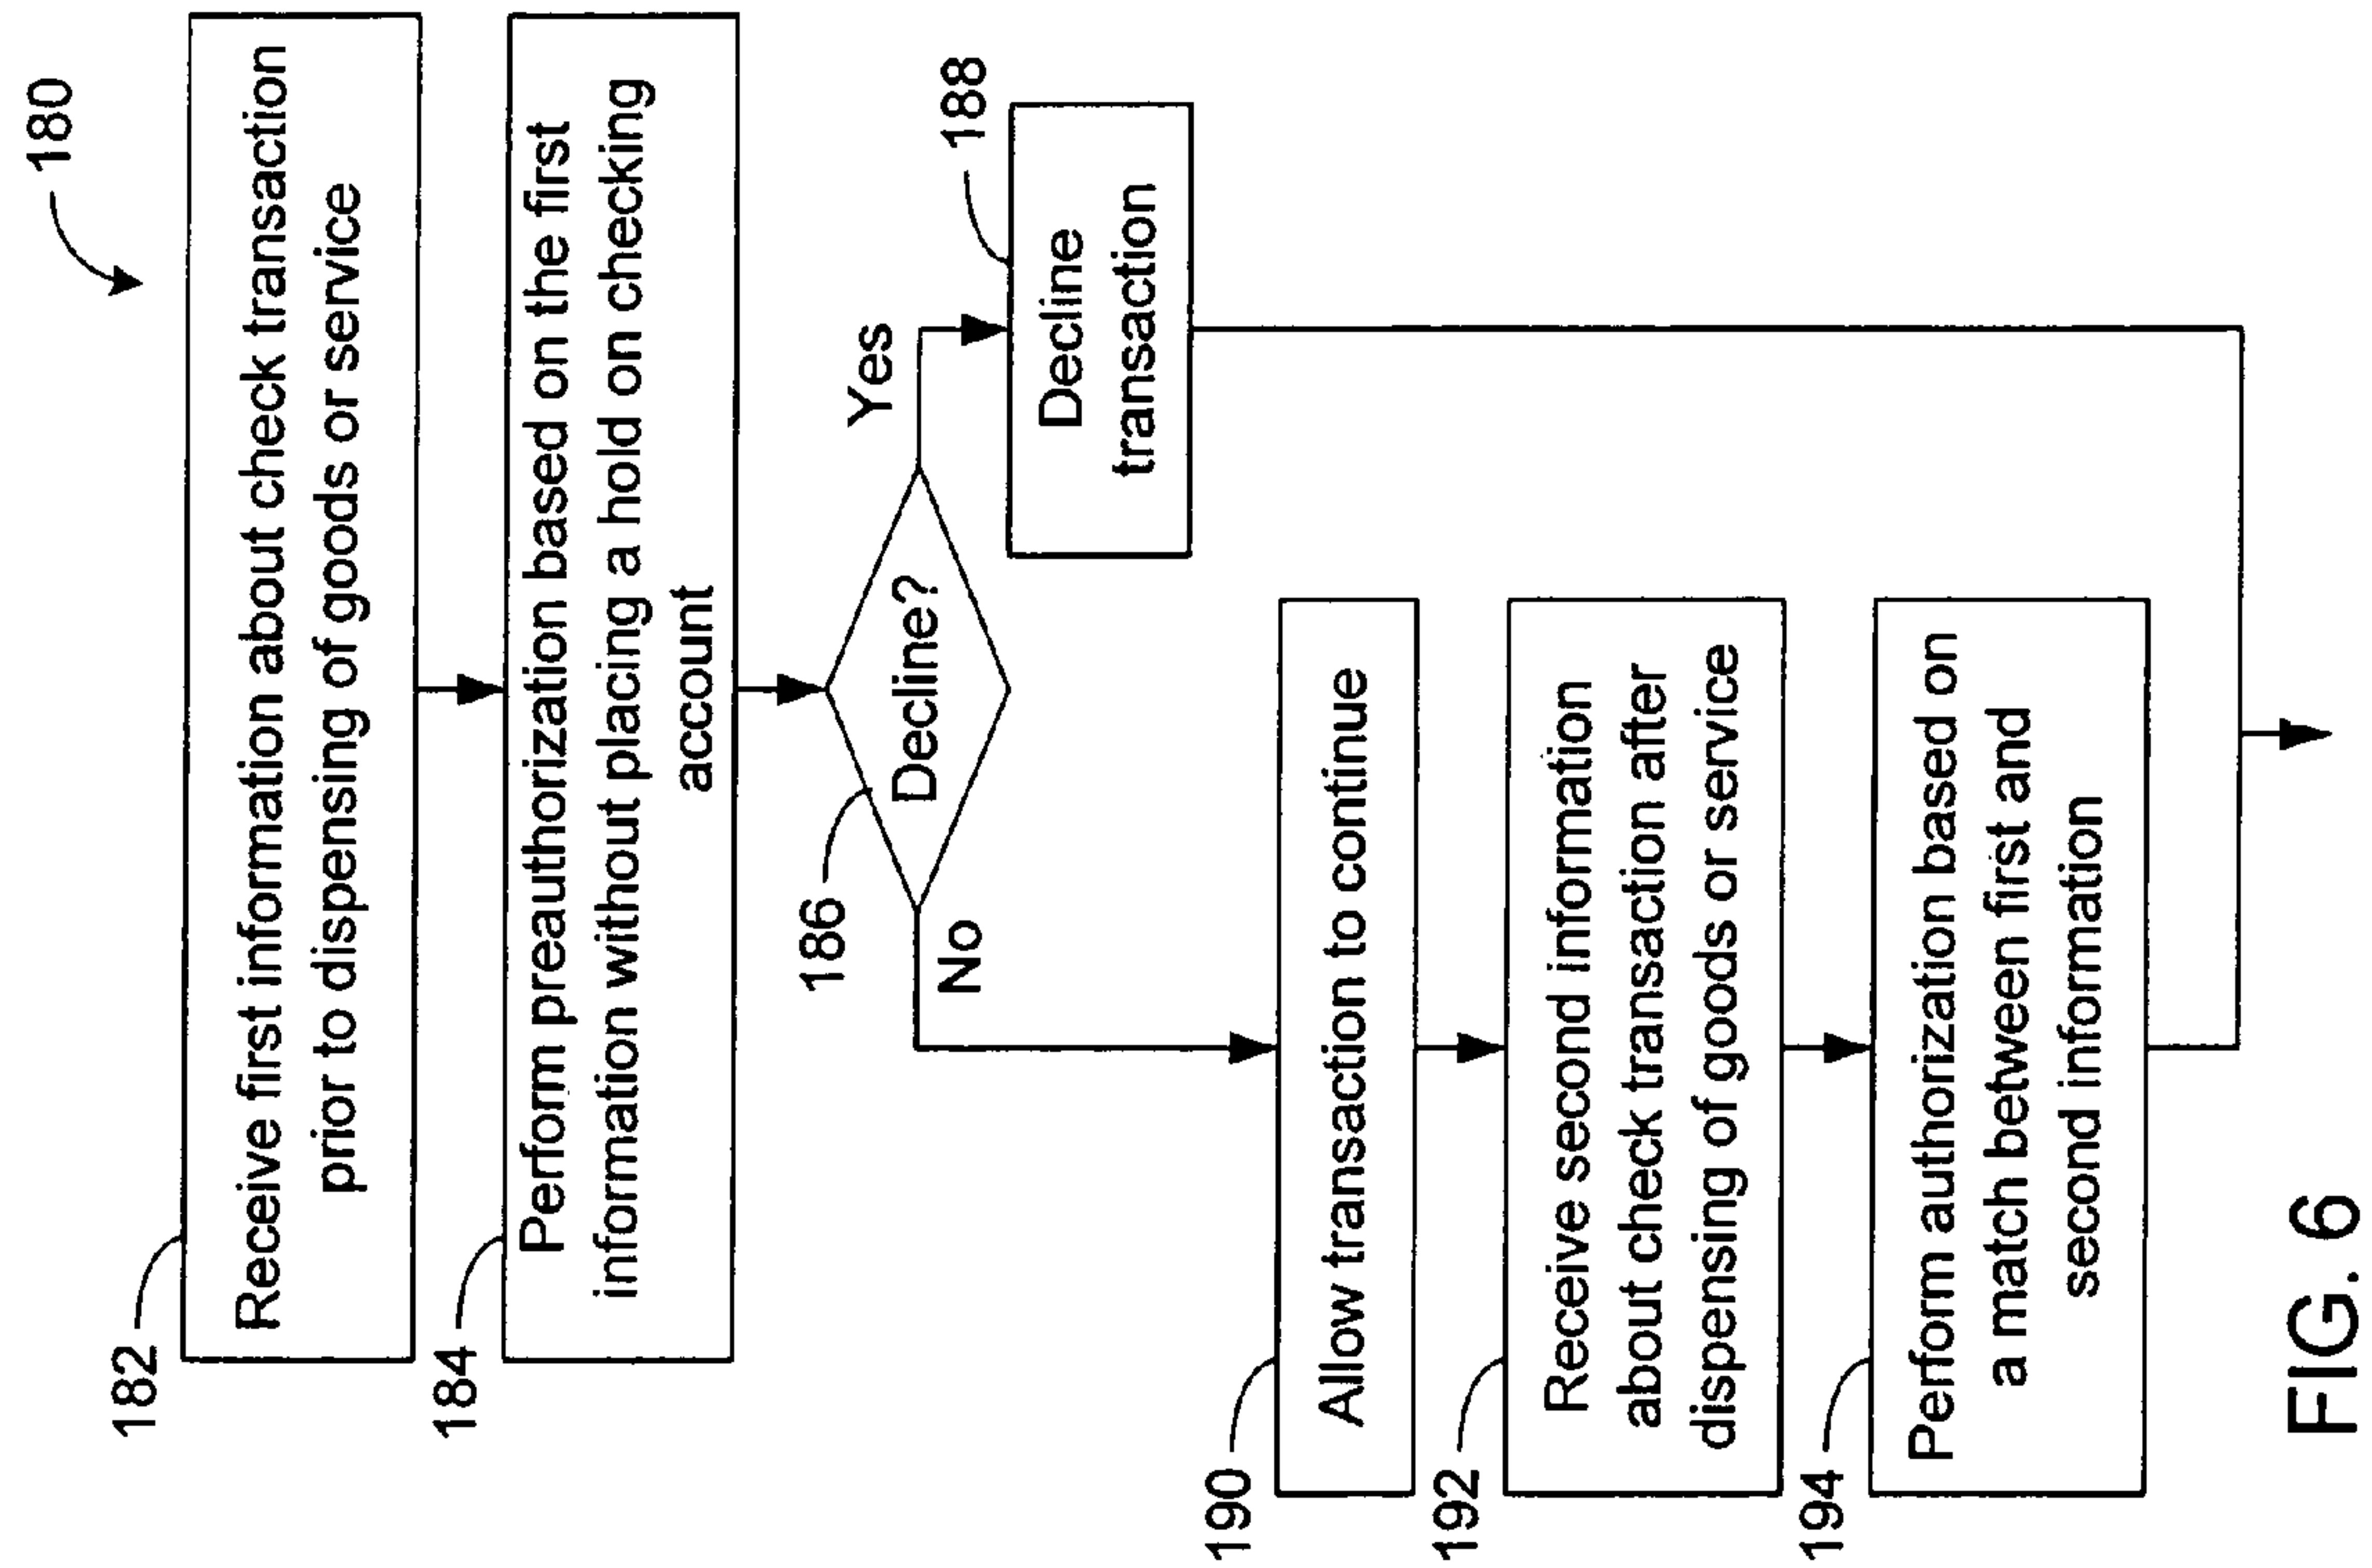 180
182
Receive first information about check transaction
prior to dispensing of goods or service
184
Perform preauthorization based on the first
information without placing a hold on checking
account
186
Decline?
Yes
No
188
Decline
transaction
190
Allow transaction to continue
192
Receive second information
about check transaction after
dispensing of goods or service
194
Perform authorization based on
a match between first and
second information
FIG. 6